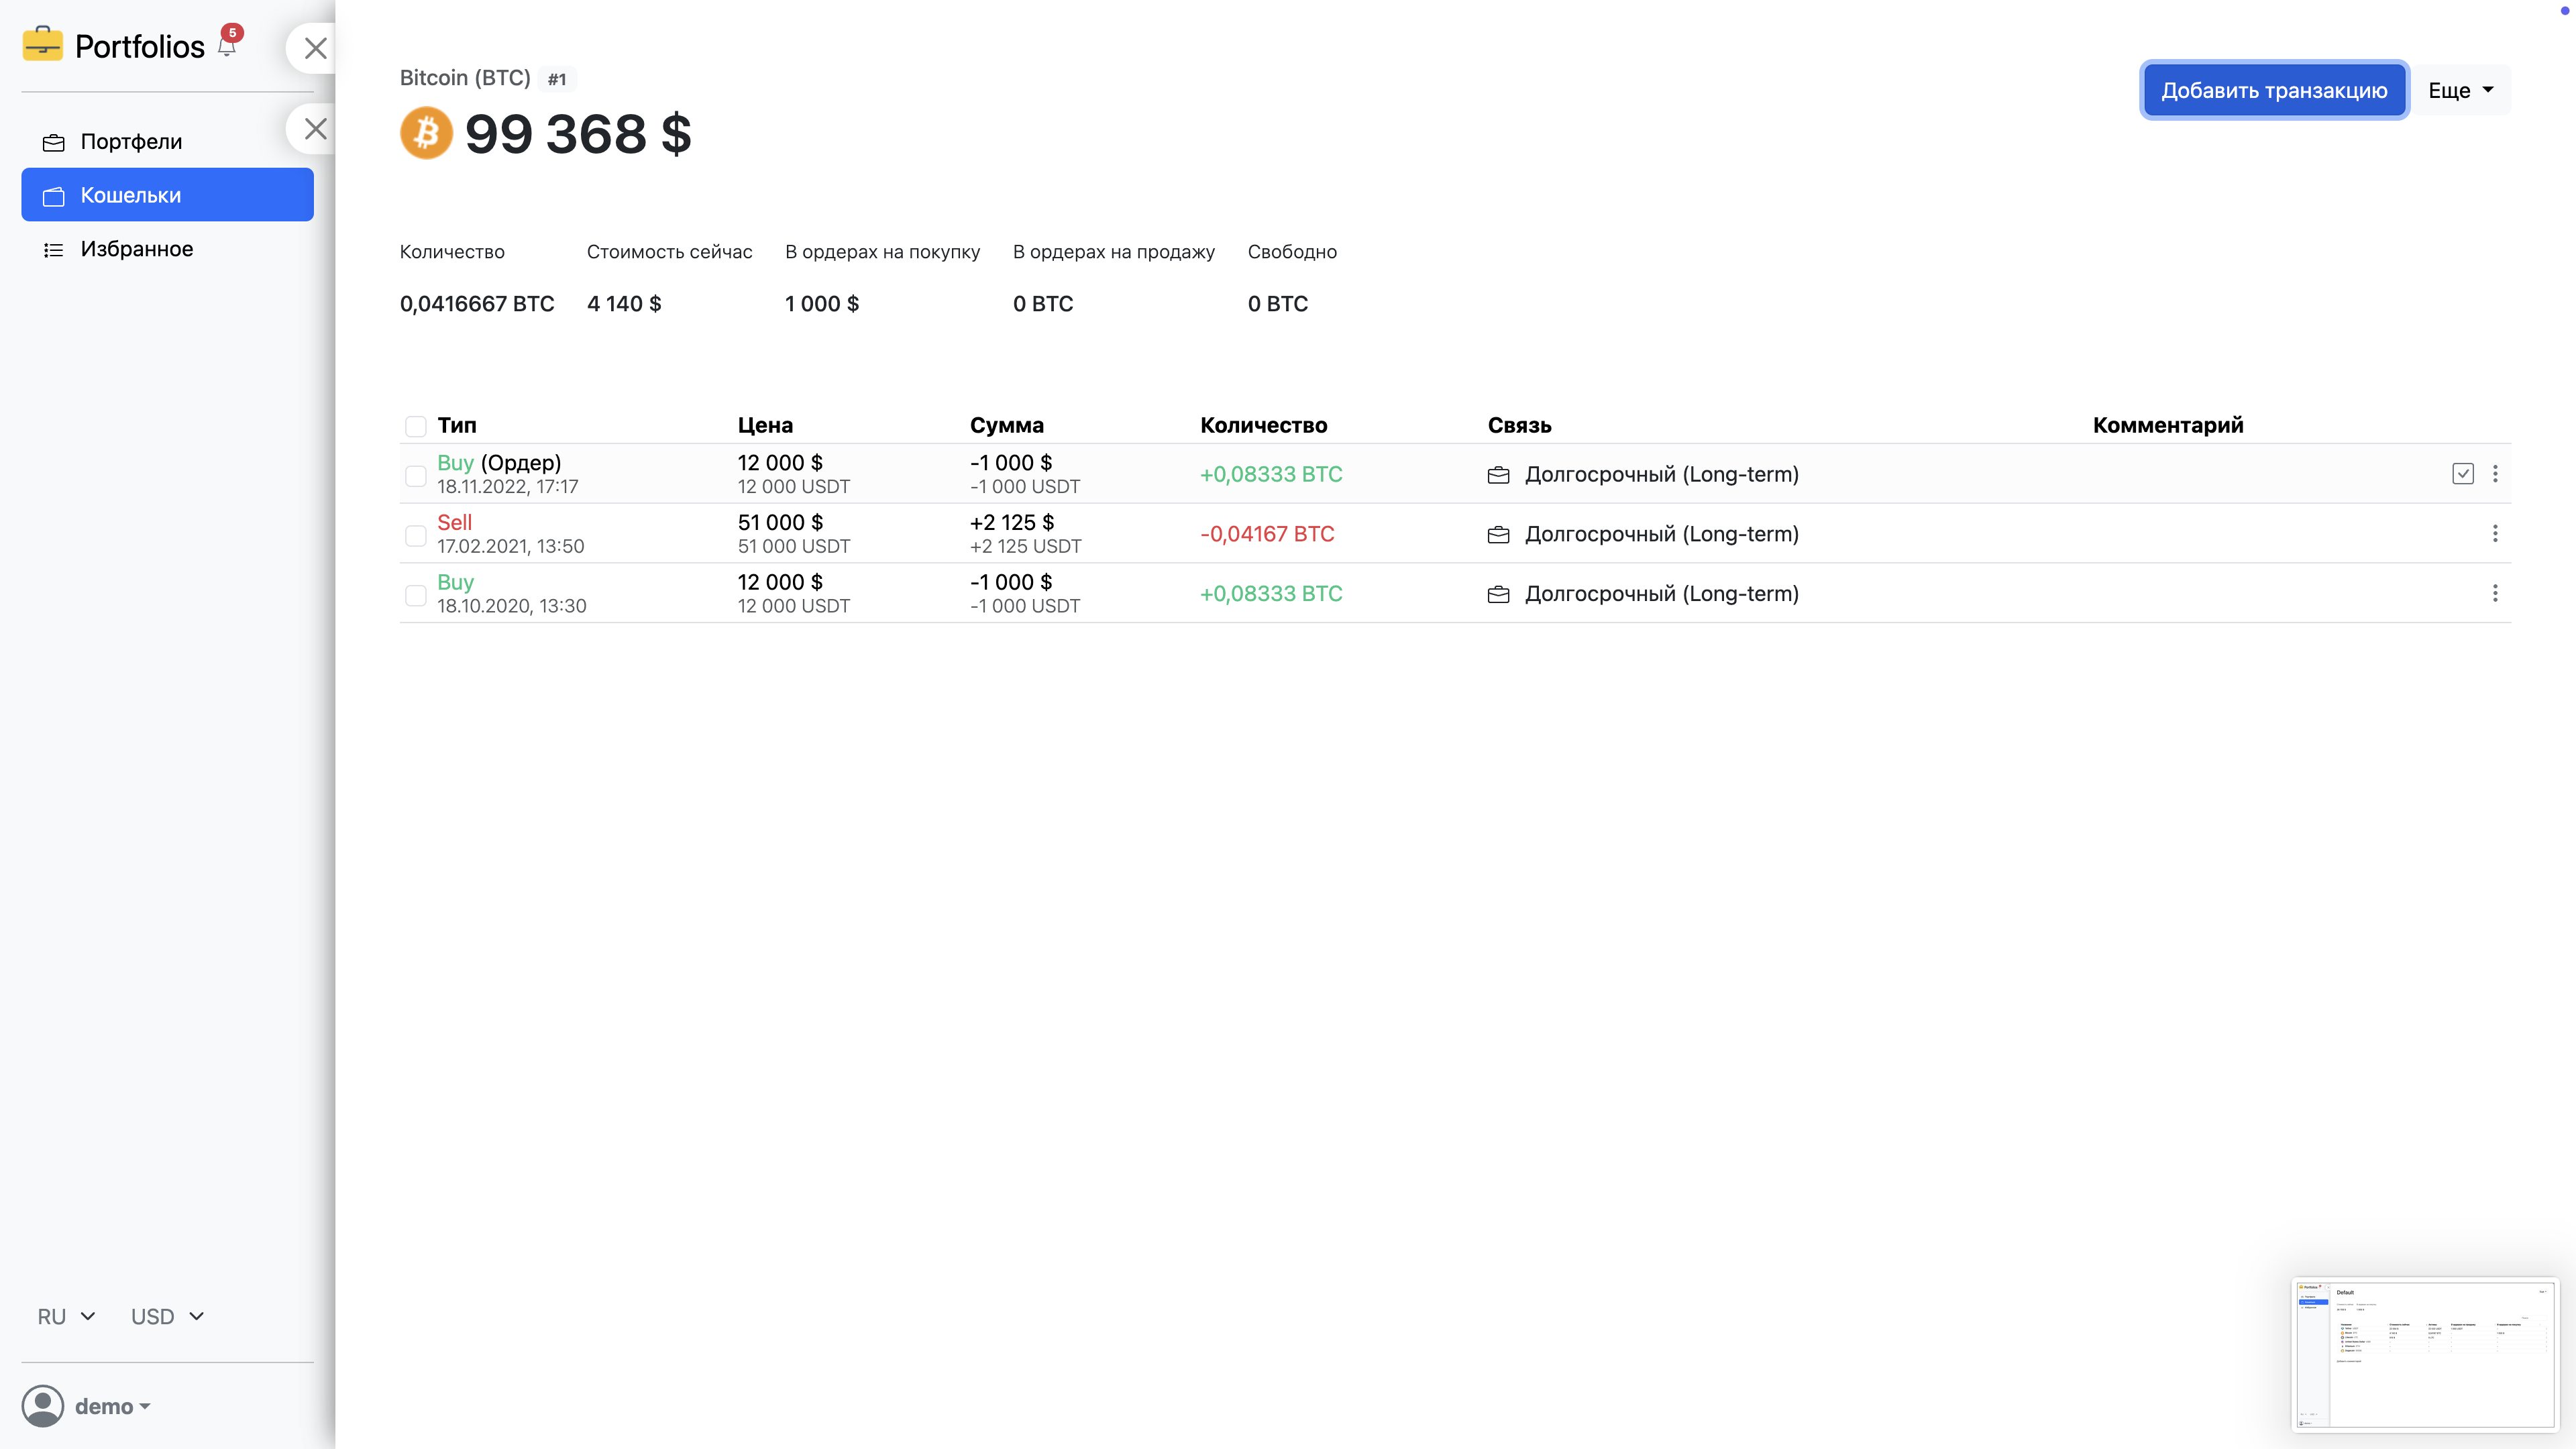 Portfolios
5
Портфели
Кошельки
Избранное
Bitcoin (BTC) #1
99 368 $
Добавить транзакцию
Еще
Количество Стоимость сейчас В ордерах на покупку В ордерах на продажу Свободно
0,0416667 BTC 4 140 $ 1 000 $ 0 BTC 0 BTC
Тип Цена Сумма Количество Связь Комментарий
Buy (Ордер) 12 000 $ -1 000 $ +0,08333 BTC Долгосрочный (Long-term)
18.11.2022, 17:17 12 000 USDT -1 000 USDT
Sell 51 000 $ +2 125 $ -0,04167 BTC Долгосрочный (Long-term)
17.02.2021, 13:50 51 000 USDT +2 125 USDT
Buy 12 000 $ -1 000 $ +0,08333 BTC Долгосрочный (Long-term)
18.10.2020, 13:30 12 000 USDT -1 000 USDT
RU USD
demo
Default